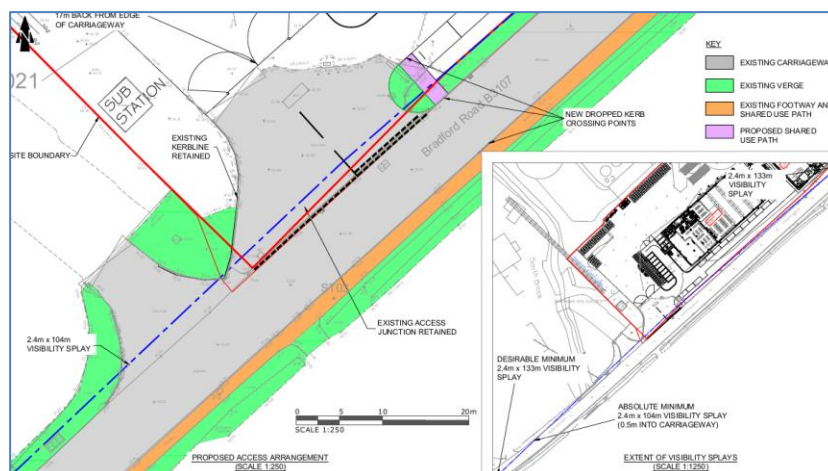 17m BACK FROM EDGE
OF CARRIAGEWAY
021
SUB
STATION
EXISTING
KERBLINE
RETAINED
SITE BOUNDARY
Bradford Road B3107
NEW DROPPED KERB
CROSSING POINTS
KEY
EXISTING CARRIAGEWA
EXISTING VERGE
EXISTING FOOTWAY AN
SHARED USE PATH
PROPOSED SHARED
USE PATH
EXISTING ACCESS
JUNCTION RETAINED
2.4m x 104m
VISIBILITY SPLAY
0 5 10 20m
SCALE 1:250
PROPOSED ACCESS ARRANGEMENT
(SCALE 1:250)
2.4m x 133m
VISIBILITY
SPLAY
South Brook
DESIRABLE MINIMUM
2.4m x 133m VISIBILITY
SPLAY
ABSOLUTE MINIMUM
2.4m x 104m VISIBILITY SPLAY
(0.5m INTO CARRIAGEWAY)
EXTENT OF VISIBILITY SPLAYS
(SCALE 1:1250)